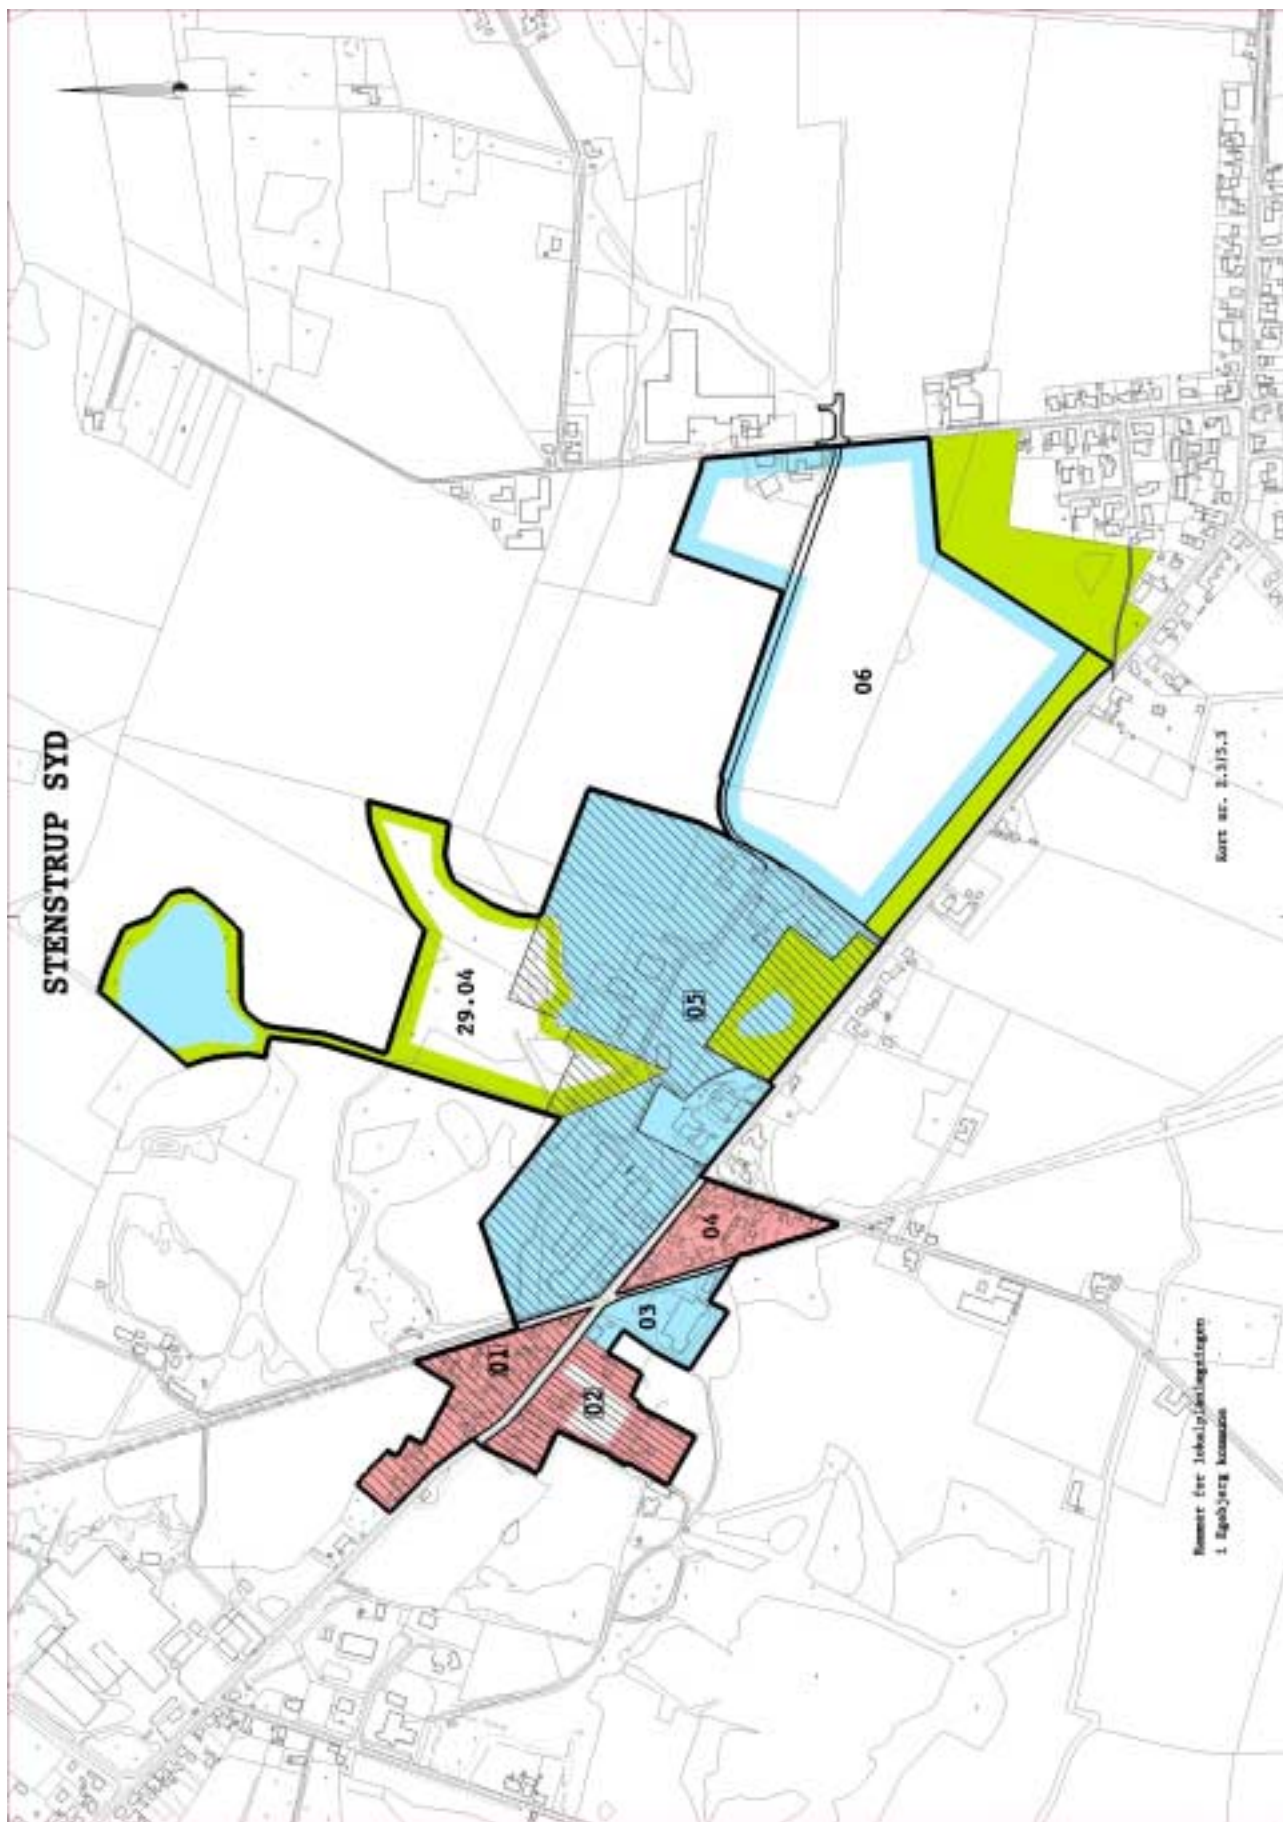 STENSTRUP SYD
29.04
06
05
04
03
01
02
Kort nr. 2.3/5.3
Rammer for lokalplanlægningen
i Egebjerg kommune